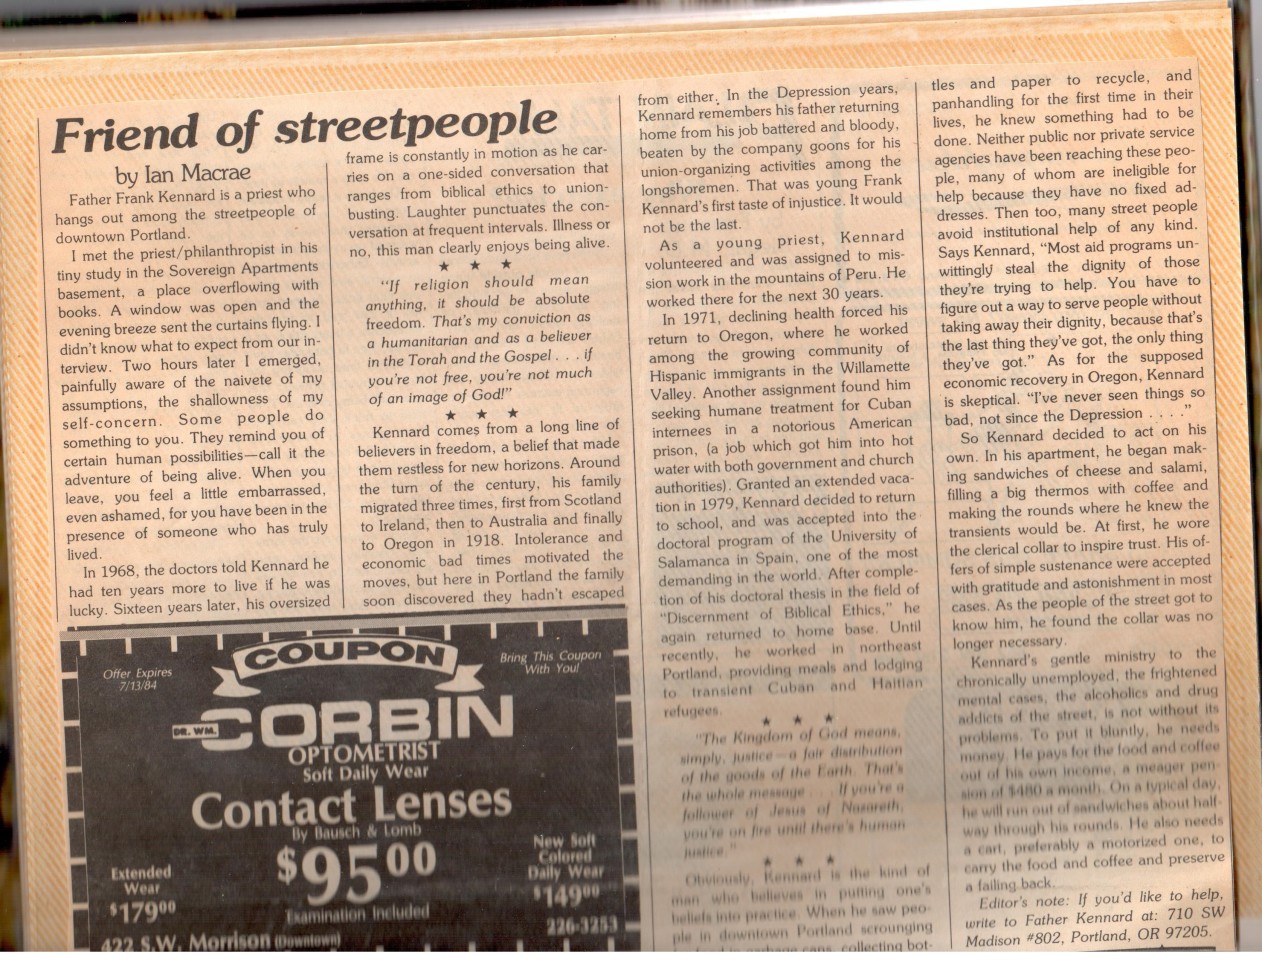 Friend of streetpeople
by Ian Macrae
Father Frank Kennard is a priest who
hangs out among the streetpeople of
downtown Portland.
I met the priest/philanthropist in his
tiny study in the Sovereign Apartments
basement, a place overflowing with
books. A window was open and the
evening breeze sent the curtains flying. I
didn't know what to expect from our in-
terview. Two hours later I emerged,
painfully aware of the naivete of my
assumptions, the shallowness of my
self-concern. Some people do
something to you. They remind you of
certain human possibilities—call it the
adventure of being alive. When you
leave, you feel a little embarrassed,
even ashamed, for you have been in the
presence of someone who has truly
lived.
In 1968, the doctors told Kennard he
had ten years more to live if he was
lucky. Sixteen years later, his oversized
frame is constantly in motion as he car-
ries on a one-sided conversation that
ranges from biblical ethics to union-
busting. Laughter punctuates the con-
versation at frequent intervals. Illness or
no, this man clearly enjoys being alive.
★ ★ ★
"If religion should mean
anything, it should be absolute
freedom. That's my conviction as
a humanitarian and as a believer
in the Torah and the Gospel . . . if
you're not free, you're not much
of an image of God!"
★ ★ ★
Kennard comes from a long line of
believers in freedom, a belief that made
them restless for new horizons. Around
the turn of the century, his family
migrated three times, first from Scotland
to Ireland, then to Australia and finally
to Oregon in 1918. Intolerance and
economic bad times motivated the
moves, but here in Portland the family
soon discovered they hadn't escaped
from either. In the Depression years,
Kennard remembers his father returning
home from his job battered and bloody,
beaten by the company goons for his
union-organizing activities among the
longshoremen. That was young Frank
Kennard's first taste of injustice. It would
not be the last.
As a young priest, Kennard
volunteered and was assigned to mis-
sion work in the mountains of Peru. He
worked there for the next 30 years.
In 1971, declining health forced his
return to Oregon, where he worked
among the growing community of
Hispanic immigrants in the Willamette
Valley. Another assignment found him
seeking humane treatment for Cuban
internees in a notorious American
prison, (a job which got him into hot
water with both government and church
authorities). Granted an extended vaca-
tion in 1979, Kennard decided to return
to school, and was accepted into the
doctoral program of the University of
Salamanca in Spain, one of the most
demanding in the world. After comple-
tion of his doctoral thesis in the field of
"Discernment of Biblical Ethics," he
again returned to home base. Until
recently, he worked in northeast
Portland, providing meals and lodging
to transient Cuban and Haitian
refugees.
★ ★ ★
"The Kingdom of God means,
simply, justice—a fair distribution
of the goods of the Earth. That's
the whole message . . . If you're a
follower of Jesus of Nazareth,
you're on fire until there's human
justice."
★ ★ ★
Obviously, Kennard is the kind of
man who believes in putting one's
beliefs into practice. When he saw peo-
ple in downtown Portland scrounging
in garbage cans, collecting bot-
tles and paper to recycle, and
panhandling for the first time in their
lives, he knew something had to be
done. Neither public nor private service
agencies have been reaching these peo-
ple, many of whom are ineligible for
help because they have no fixed ad-
dresses. Then too, many street people
avoid institutional help of any kind.
Says Kennard, "Most aid programs un-
wittingly steal the dignity of those
they're trying to help. You have to
figure out a way to serve people without
taking away their dignity, because that's
the last thing they've got, the only thing
they've got." As for the supposed
economic recovery in Oregon, Kennard
is skeptical. "I've never seen things so
bad, not since the Depression . . . ."
So Kennard decided to act on his
own. In his apartment, he began mak-
ing sandwiches of cheese and salami,
filling a big thermos with coffee and
making the rounds where he knew the
transients would be. At first, he wore
the clerical collar to inspire trust. His of-
fers of simple sustenance were accepted
with gratitude and astonishment in most
cases. As the people of the street got to
know him, he found the collar was no
longer necessary.
Kennard's gentle ministry to the
chronically unemployed, the frightened
mental cases, the alcoholics and drug
addicts of the street, is not without its
problems. To put it bluntly, he needs
money. He pays for the food and coffee
out of his own income, a meager pen-
sion of $480 a month. On a typical day,
he will run out of sandwiches about half-
way through his rounds. He also needs
a cart, preferably a motorized one, to
carry the food and coffee and preserve
a failing back.
Editor's note: If you'd like to help,
write to Father Kennard at: 710 SW
Madison #802, Portland, OR 97205.
COUPON
Offer Expires
7/13/84
Bring This Coupon
With You!
DR. WM. CORBIN
OPTOMETRIST
Soft Daily Wear
Contact Lenses
By Bausch & Lomb
$95.00
Examination Included
Extended
Wear
$179.00
New Soft
Colored
Daily Wear
$149.00
226-3253
422 S.W. Morrison (Downtown)